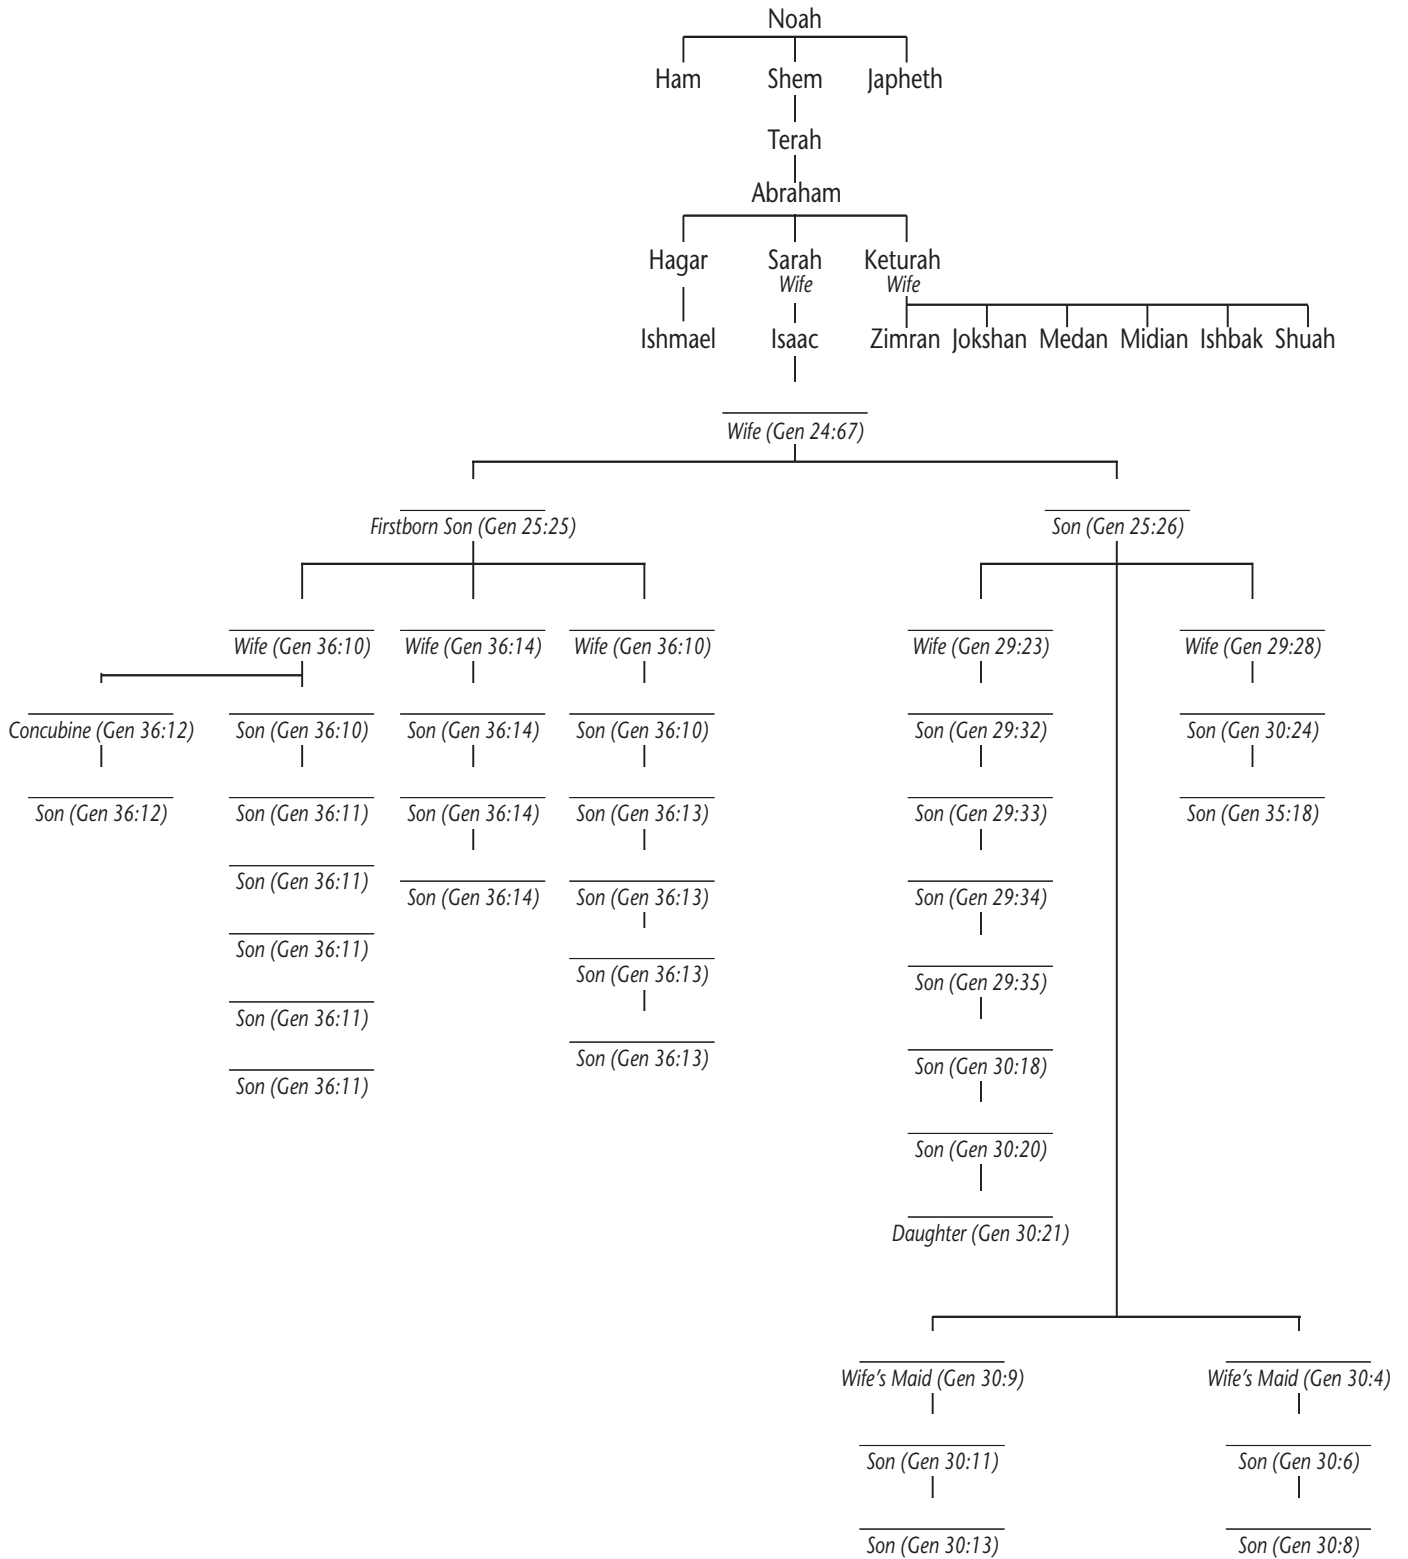 Noah
Ham Shem Japheth
Terah
Abraham
Hagar Sarah Keturah
Wife Wife
Ishmael Isaac Zimran Jokshan Medan Midian Ishbak Shuah
Wife (Gen 24:67)
Firstborn Son (Gen 25:25) Son (Gen 25:26)
Wife (Gen 36:10) Wife (Gen 36:14) Wife (Gen 36:10) Wife (Gen 29:23) Wife (Gen 29:28)
Concubine (Gen 36:12) Son (Gen 36:10) Son (Gen 36:14) Son (Gen 36:10) Son (Gen 29:32) Son (Gen 30:24)
Son (Gen 36:12) Son (Gen 36:11) Son (Gen 36:14) Son (Gen 36:13) Son (Gen 29:33) Son (Gen 35:18)
Son (Gen 36:11) Son (Gen 36:14) Son (Gen 36:13) Son (Gen 29:34)
Son (Gen 36:11) Son (Gen 36:13) Son (Gen 29:35)
Son (Gen 36:11) Son (Gen 36:13) Son (Gen 30:18)
Son (Gen 36:11)
Son (Gen 30:20)
Daughter (Gen 30:21)
Wife's Maid (Gen 30:9) Wife's Maid (Gen 30:4)
Son (Gen 30:11) Son (Gen 30:6)
Son (Gen 30:13) Son (Gen 30:8)